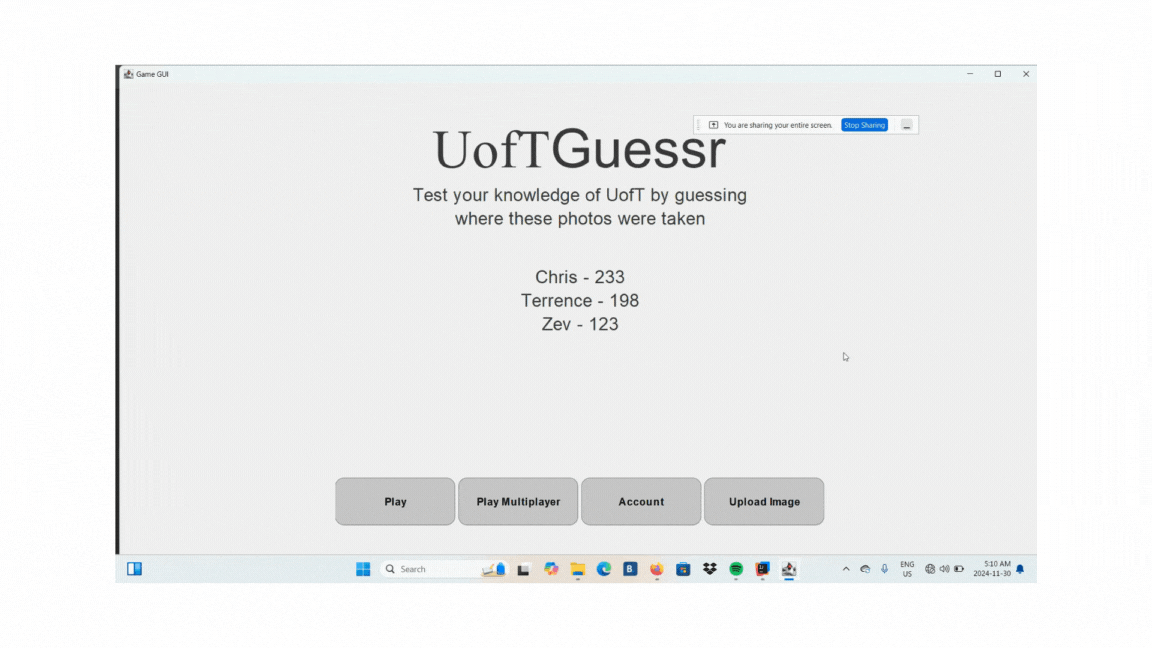 Game GUI
You are sharing your entire screen.
Stop Sharing
UofTGuessr
Test your knowledge of UofT by guessing
where these photos were taken
Chris - 233
Terrence - 198
Zev - 123
Play
Play Multiplayer
Account
Upload Image
Search
B
ENG
US
5:10 AM
2024-11-30